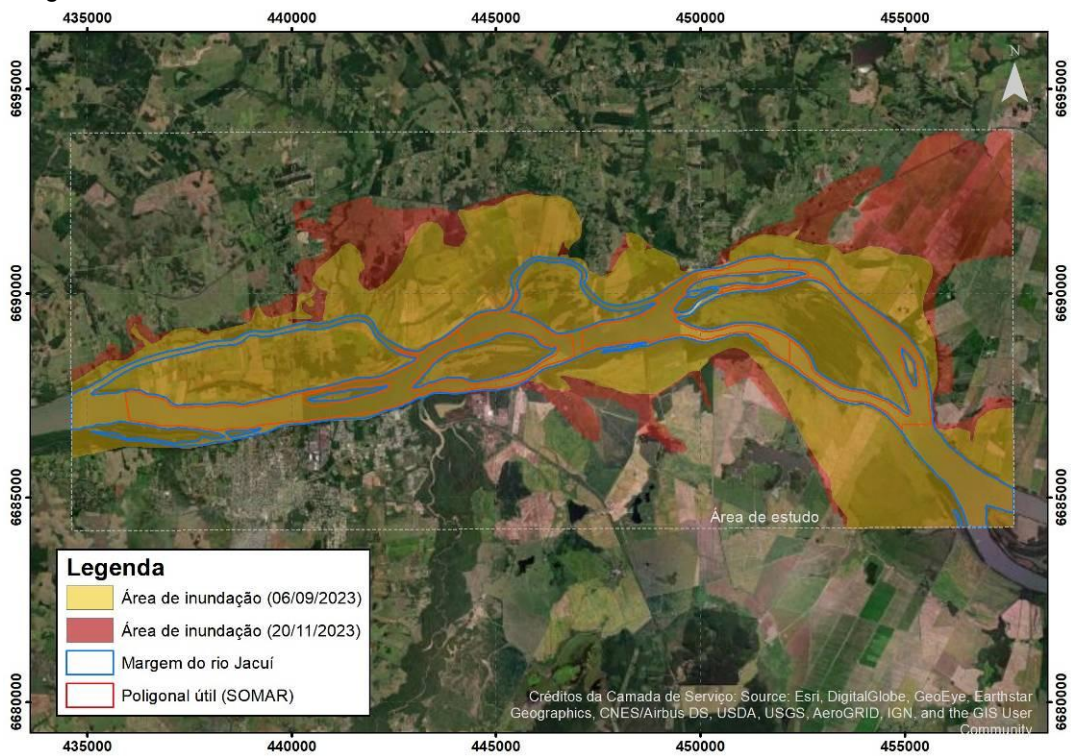 435000 440000 445000 450000 455000
6695000 6695000
N
6690000 6690000
6685000 6685000
Área de estudo
Legenda
Área de inundação (06/09/2023)
Área de inundação (20/11/2023)
Margem do rio Jacuí
Poligonal útil (SOMAR)
6680000 6680000
Créditos da Camada de Serviço: Source: Esri, DigitalGlobe, GeoEye, Earthstar
Geographics, CNES/Airbus DS, USDA, USGS, AeroGRID, IGN, and the GIS User
Community
435000 440000 445000 450000 455000